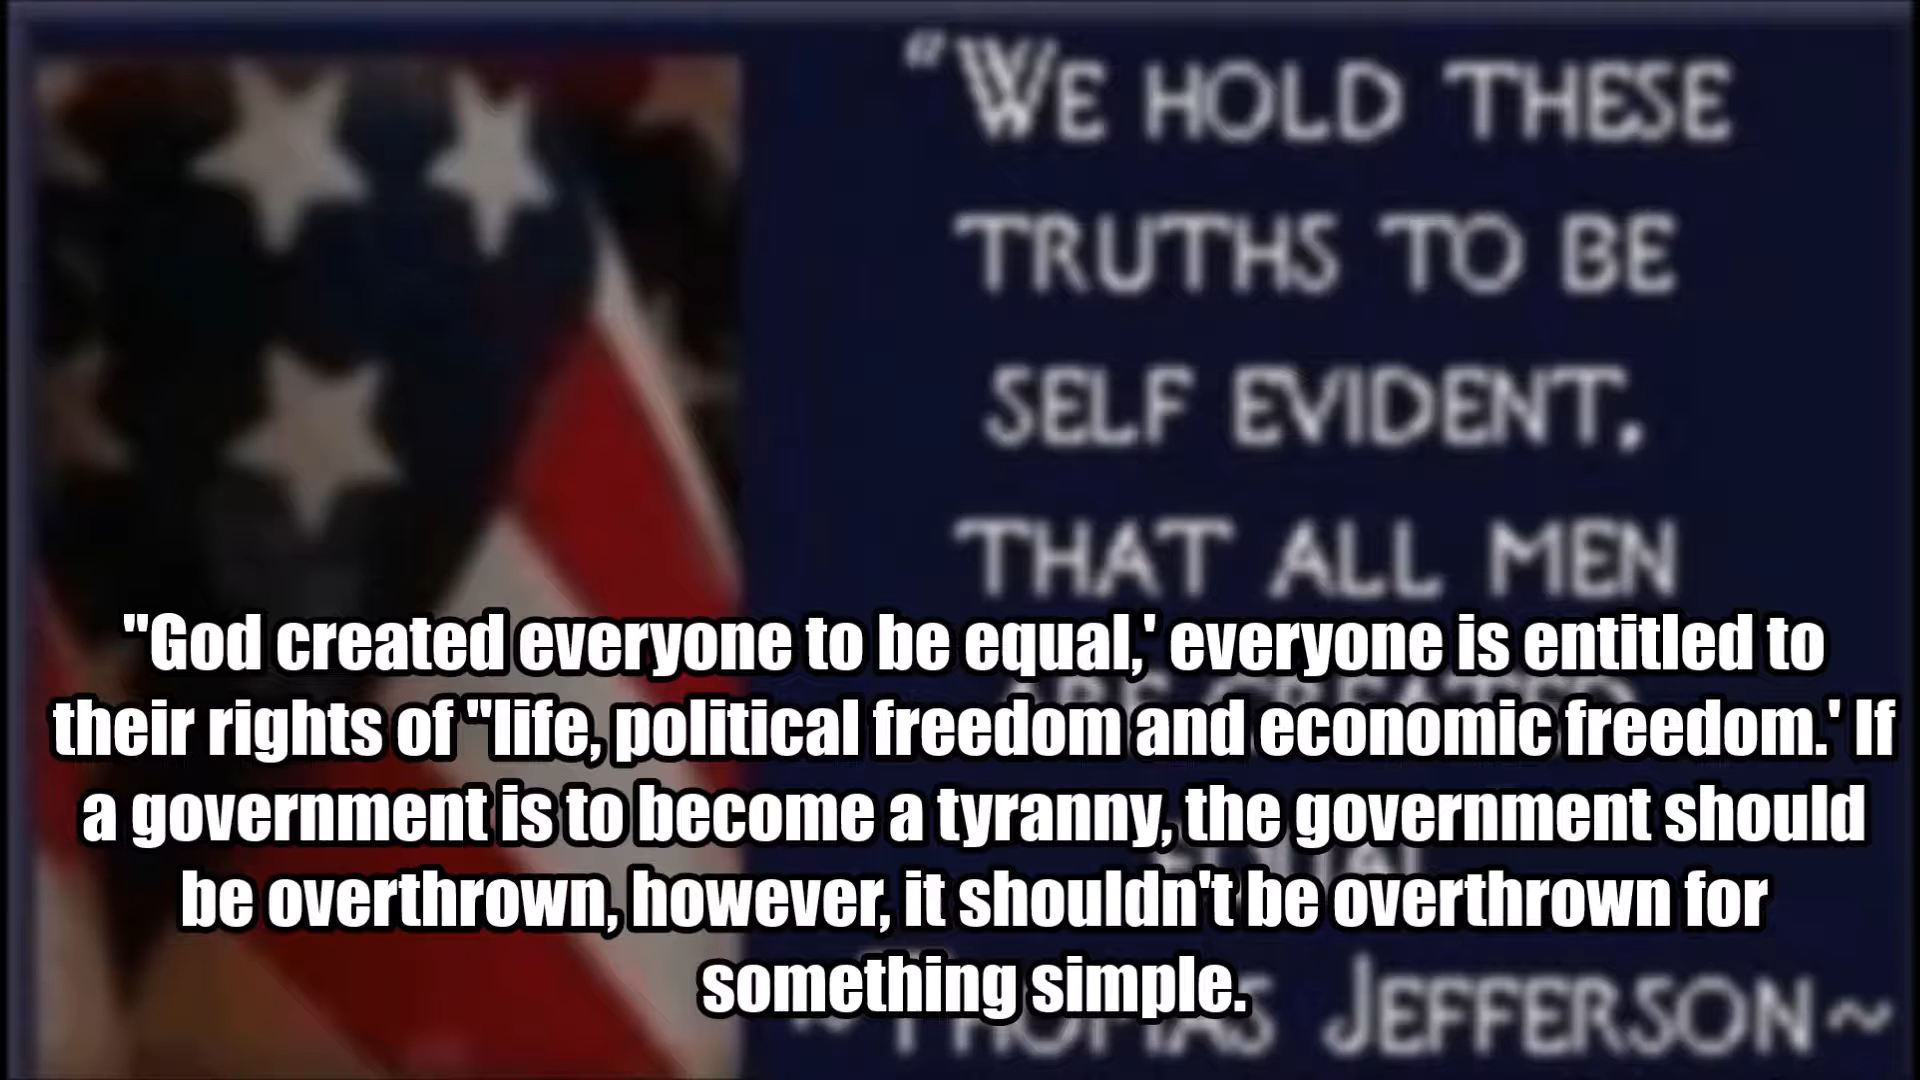 “WE HOLD THESE
TRUTHS TO BE
SELF EVIDENT,
THAT ALL MEN
"God created everyone to be equal,' everyone is entitled to
ARE CREATED
their rights of "life, political freedom and economic freedom.' If
a government is to become a tyranny, the government should
EQUAL
be overthrown, however, it shouldn't be overthrown for
something simple.
~THOMAS JEFFERSON~